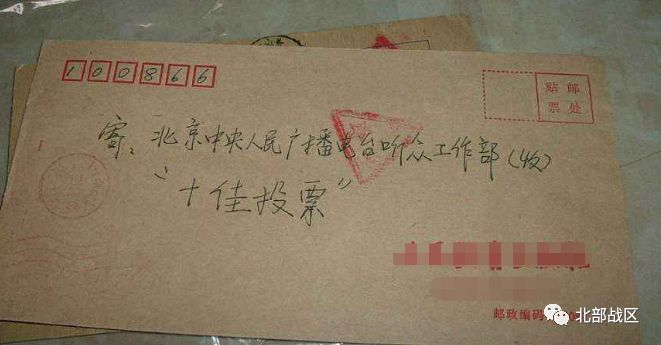 100866
贴邮
票处
寄：北京中央人民广播电台听众工作部（收）
“十佳投票”
邮政编码
北部战区